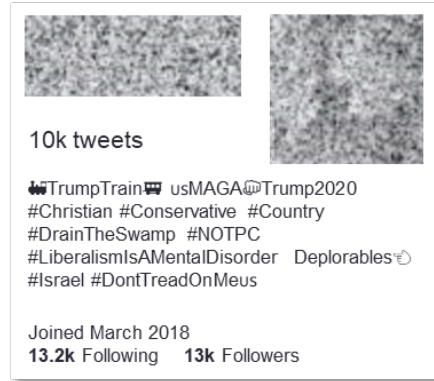 10k tweets
🚂TrumpTrain🚃 usMAGA👊Trump2020
#Christian #Conservative #Country
#DrainTheSwamp #NOTPC
#LiberalismIsAMentalDisorder Deplorables👈
#Israel #DontTreadOnMeus
Joined March 2018
13.2k Following 13k Followers